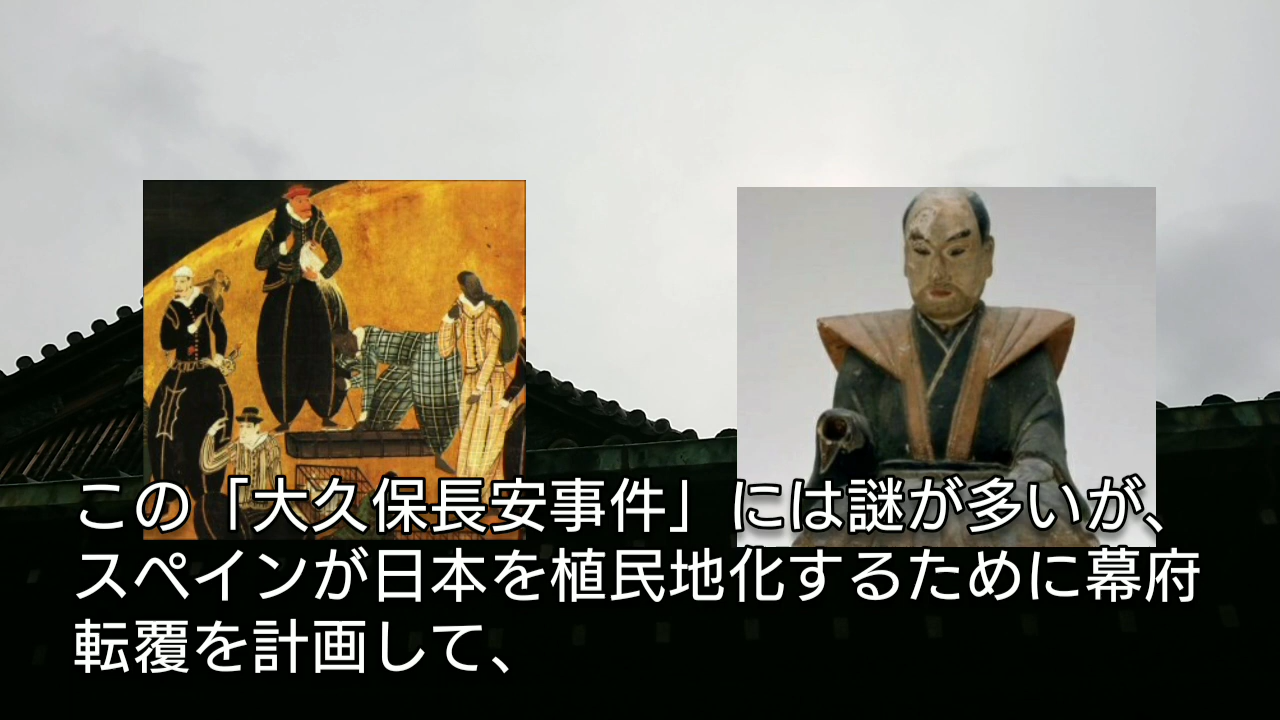 この「大久保長安事件」には謎が多いが、
スペインが日本を植民地化するために幕府
転覆を計画して、